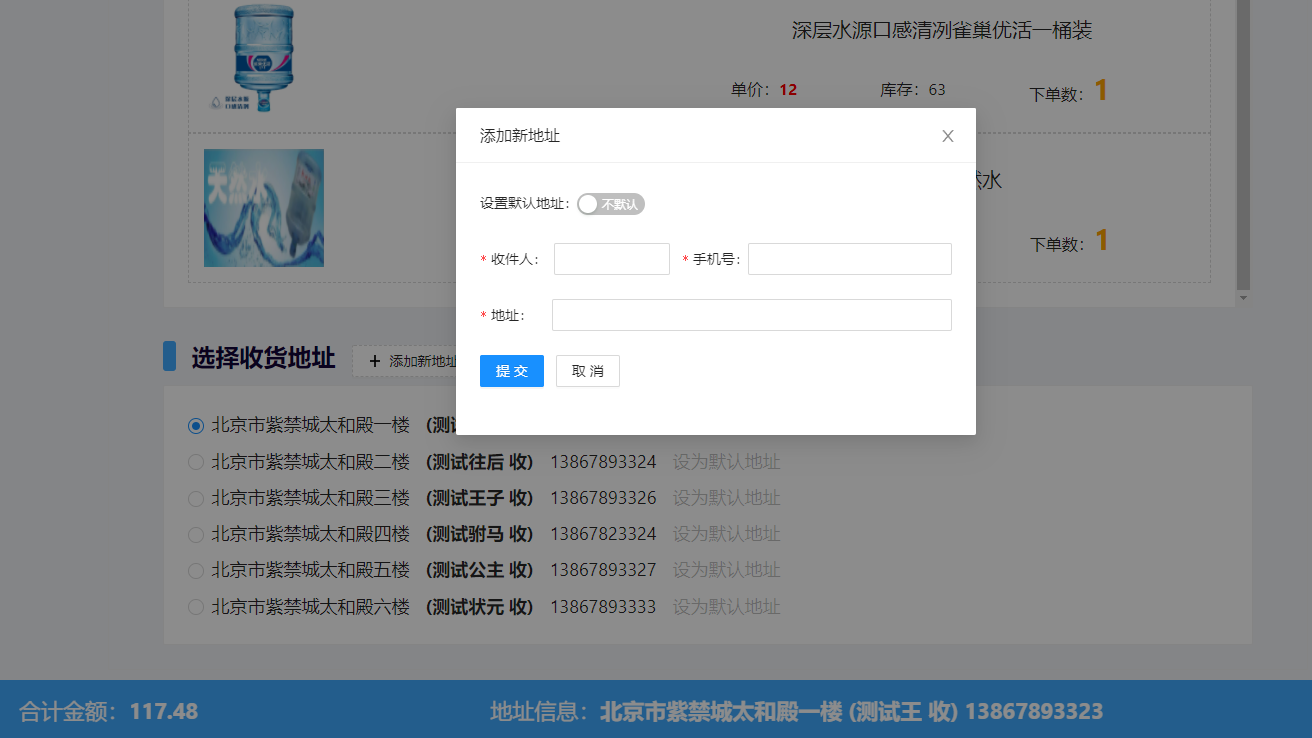 深层水源口感清冽雀巢优活一桶装
单价：12 库存：63 下单数：1
天然水
然水
下单数：1
添加新地址
设置默认地址： 不默认
* 收件人： * 手机号：
* 地址：
提 交 取 消
选择收货地址 + 添加新地址
北京市紫禁城太和殿一楼 (测试
北京市紫禁城太和殿二楼 (测试往后 收) 13867893324 设为默认地址
北京市紫禁城太和殿三楼 (测试王子 收) 13867893326 设为默认地址
北京市紫禁城太和殿四楼 (测试驸马 收) 13867823324 设为默认地址
北京市紫禁城太和殿五楼 (测试公主 收) 13867893327 设为默认地址
北京市紫禁城太和殿六楼 (测试状元 收) 13867893333 设为默认地址
合计金额：117.48 地址信息：北京市紫禁城太和殿一楼 (测试王 收) 13867893323